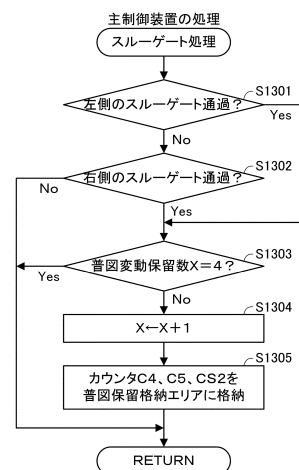 主制御装置の処理
スルーゲート処理
S1301
左側のスルーゲート通過？
Yes
No
S1302
右側のスルーゲート通過？
No
Yes
S1303
普図変動保留数X＝4？
Yes
No
S1304
X←X＋1
S1305
カウンタC4、C5、CS2を
普図保留格納エリアに格納
RETURN